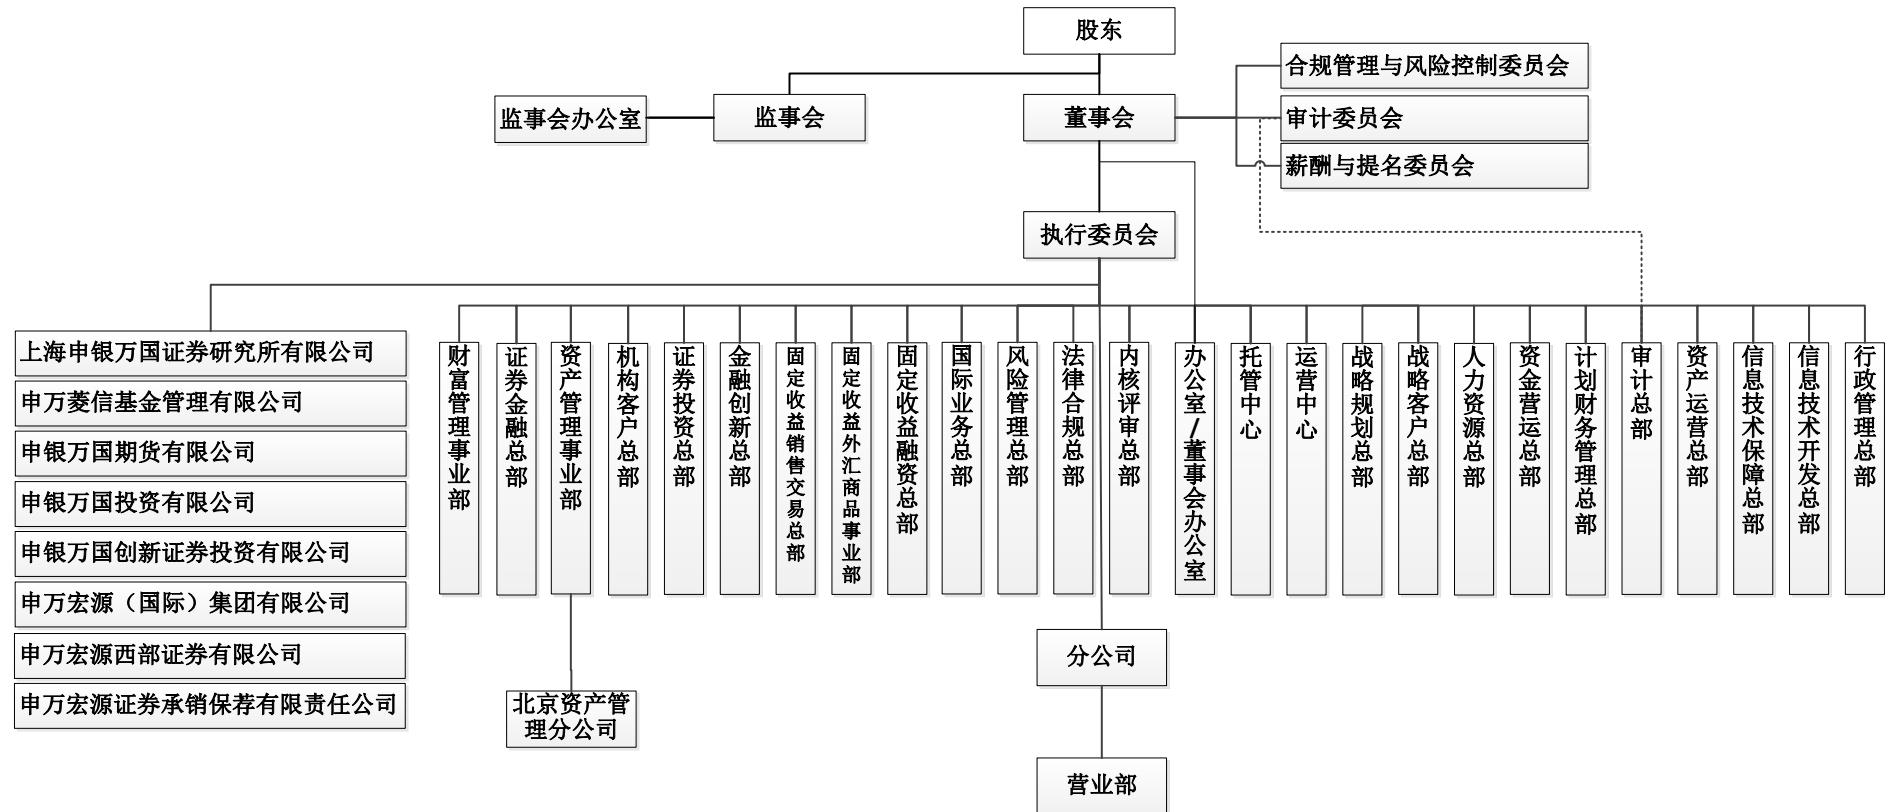 股东
合规管理与风险控制委员会
监事会办公室
监事会
董事会
审计委员会
薪酬与提名委员会
执行委员会
上海申银万国证券研究所有限公司
申万菱信基金管理有限公司
申银万国期货有限公司
申银万国投资有限公司
申银万国创新证券投资有限公司
申万宏源（国际）集团有限公司
申万宏源西部证券有限公司
申万宏源证券承销保荐有限责任公司
财富管理事业部
证券金融总部
资产管理事业部
机构客户总部
证券投资总部
金融创新总部
固定收益销售交易总部
固定收益外汇商品事业部
固定收益融资总部
国际业务总部
风险管理总部
法律合规总部
内核评审总部
办公室/董事会办公室
托管中心
运营中心
战略规划总部
战略客户总部
人力资源总部
资金营运总部
计划财务管理总部
审计总部
资产运营总部
信息技术保障总部
信息技术开发总部
行政管理总部
北京资产管
理分公司
分公司
营业部